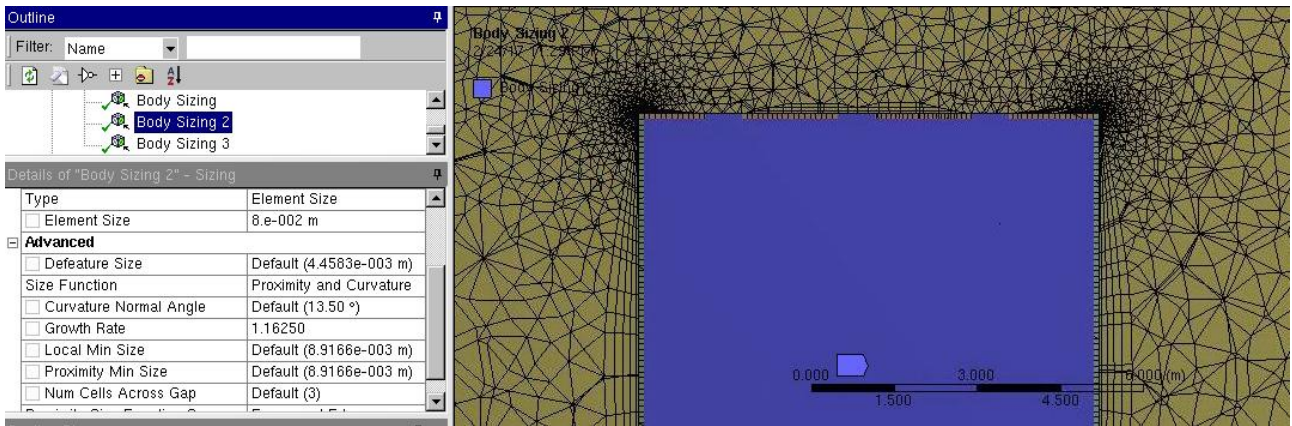 Outline
Filter: Name
Body Sizing
Body Sizing 2
Body Sizing 3
Details of "Body Sizing 2" - Sizing
Type Element Size
Element Size 8.e-002 m
Advanced
Defeature Size Default (4.4583e-003 m)
Size Function Proximity and Curvature
Curvature Normal Angle Default (13.50 °)
Growth Rate 1.16250
Local Min Size Default (8.9166e-003 m)
Proximity Min Size Default (8.9166e-003 m)
Num Cells Across Gap Default (3)
Body Sizing 2
Body Sizing
0.000 3.000 6.000 (m)
1.500 4.500